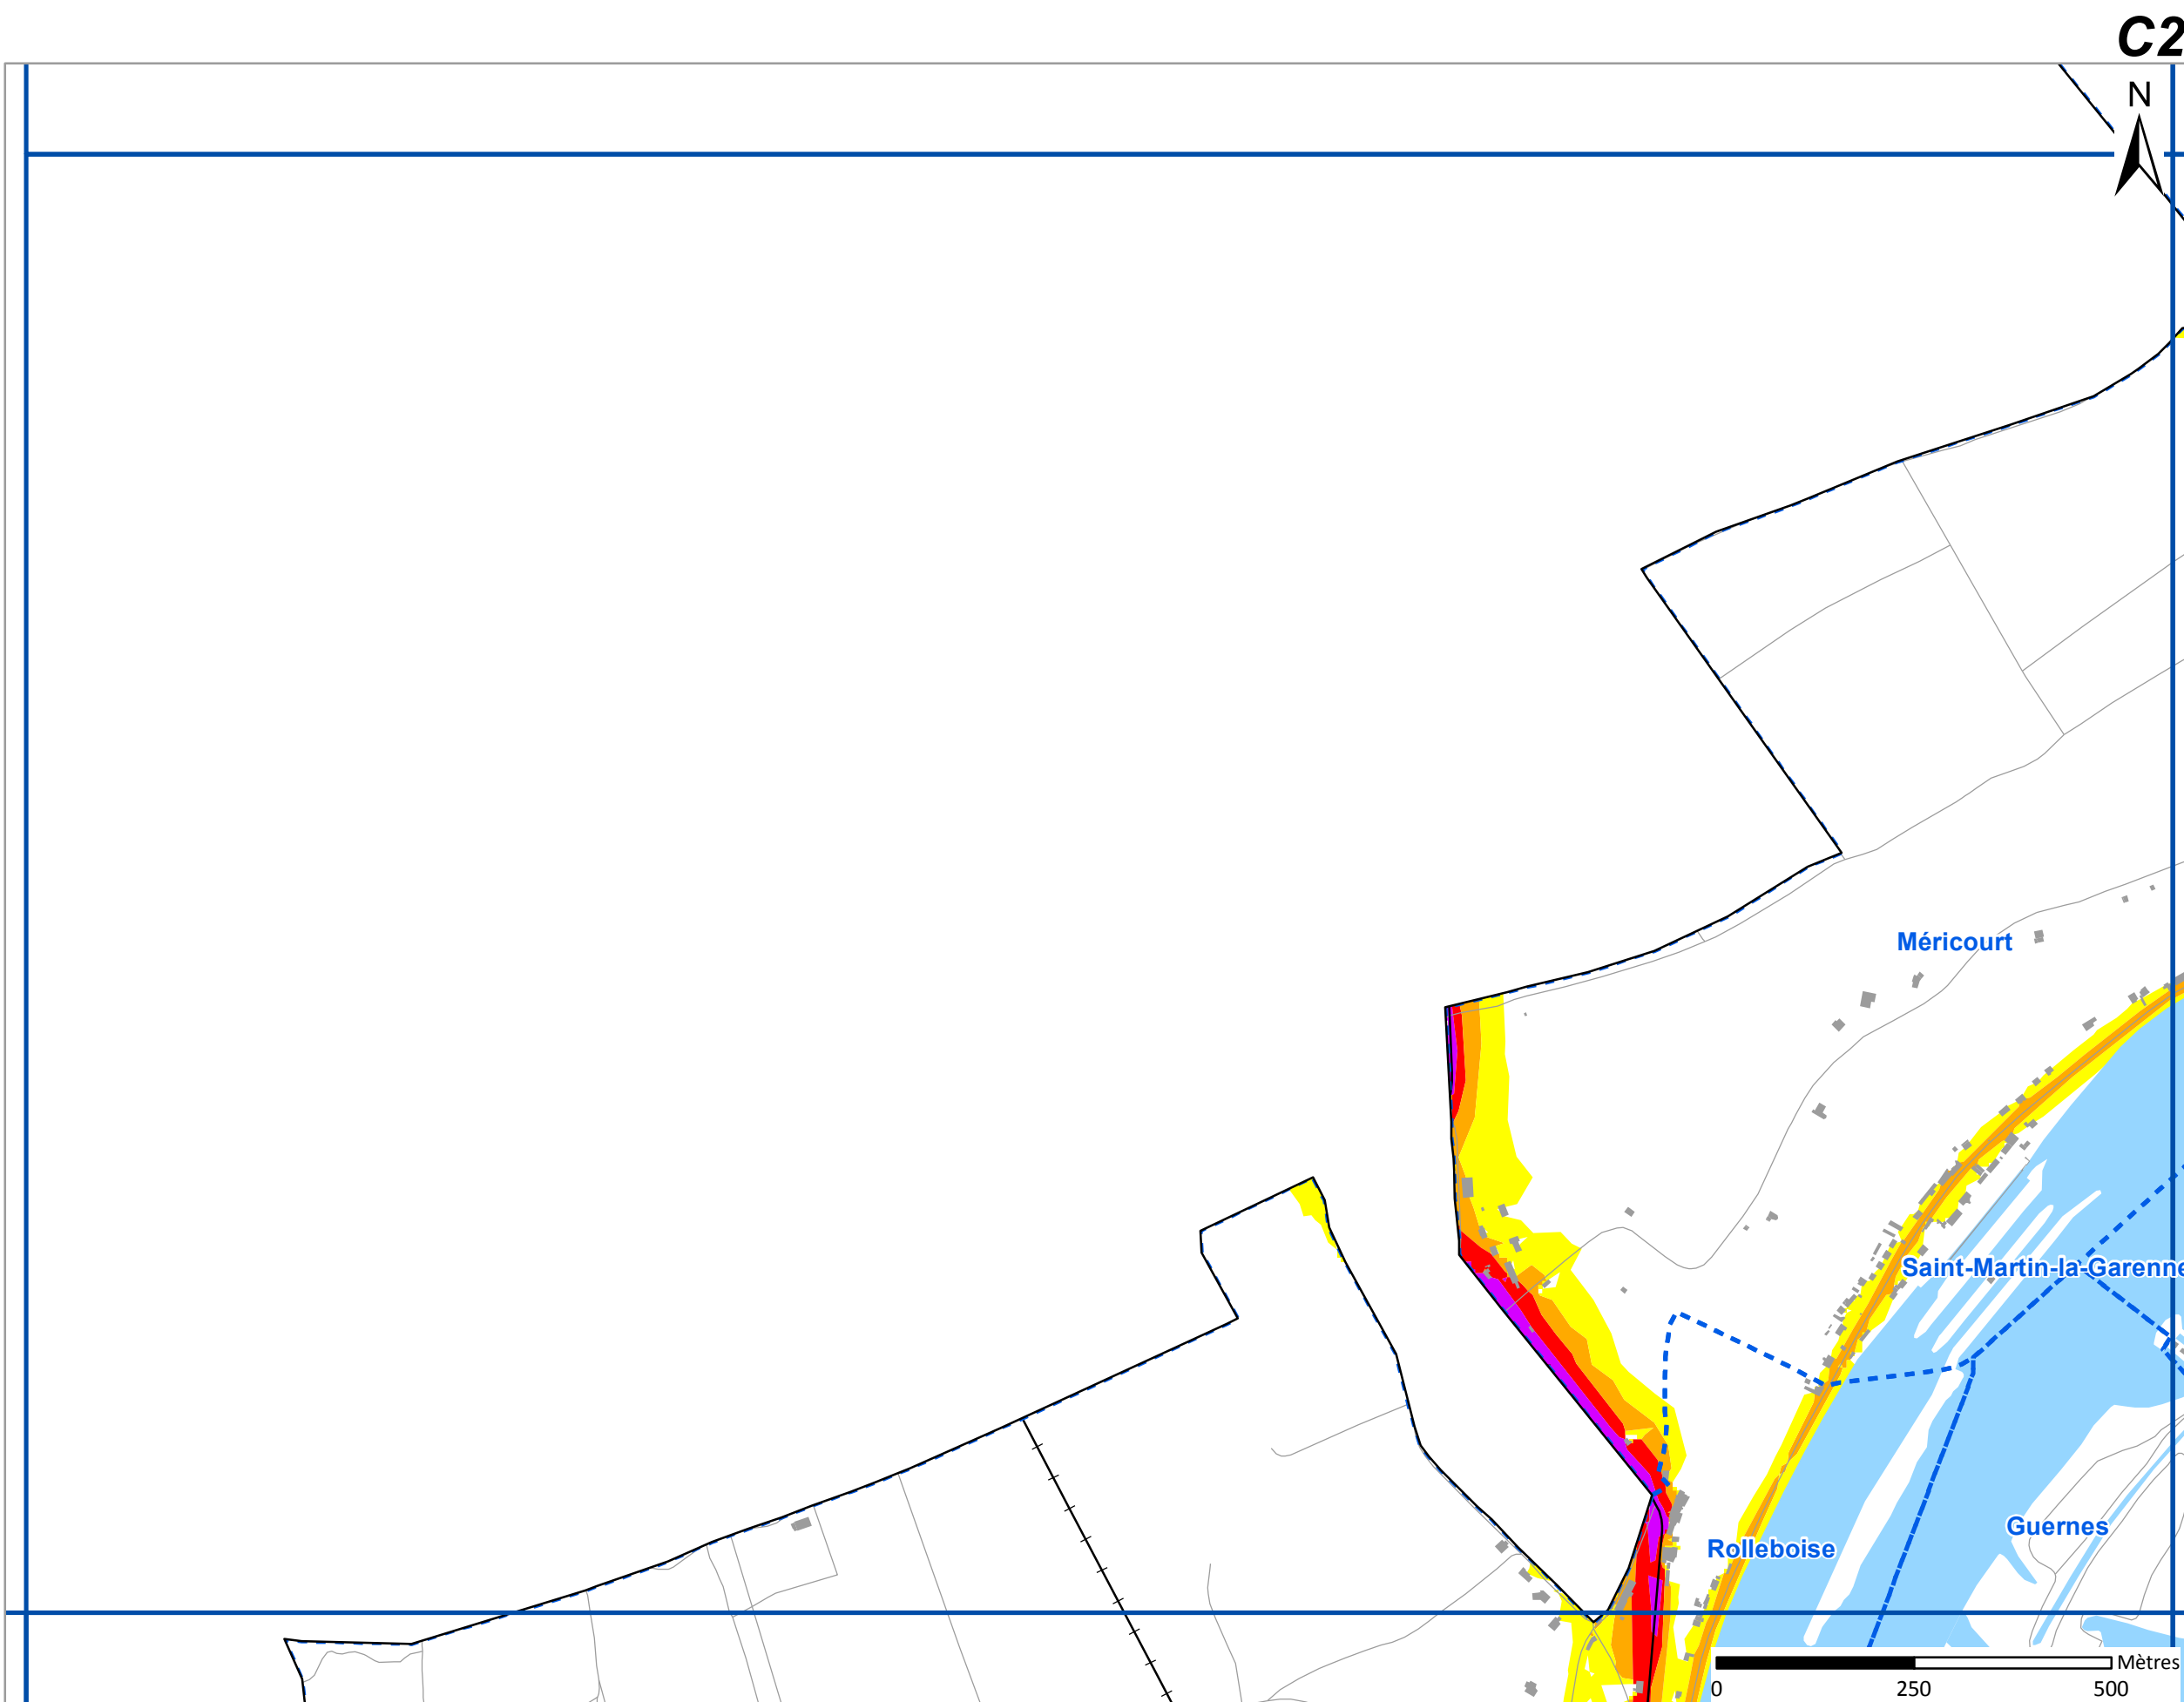 C2
N
Méricourt
Saint-Martin-la-Garenne
Guernes
Rolleboise
Mètres
0 250 500